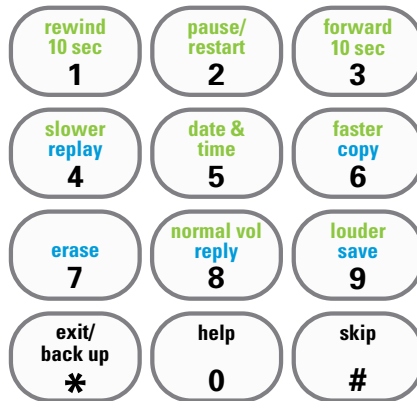 rewind
10 sec
1
pause/
restart
2
forward
10 sec
3
slower
replay
4
date &
time
5
faster
copy
6
erase
7
normal vol
reply
8
louder
save
9
exit/
back up
*
help
0
skip
#